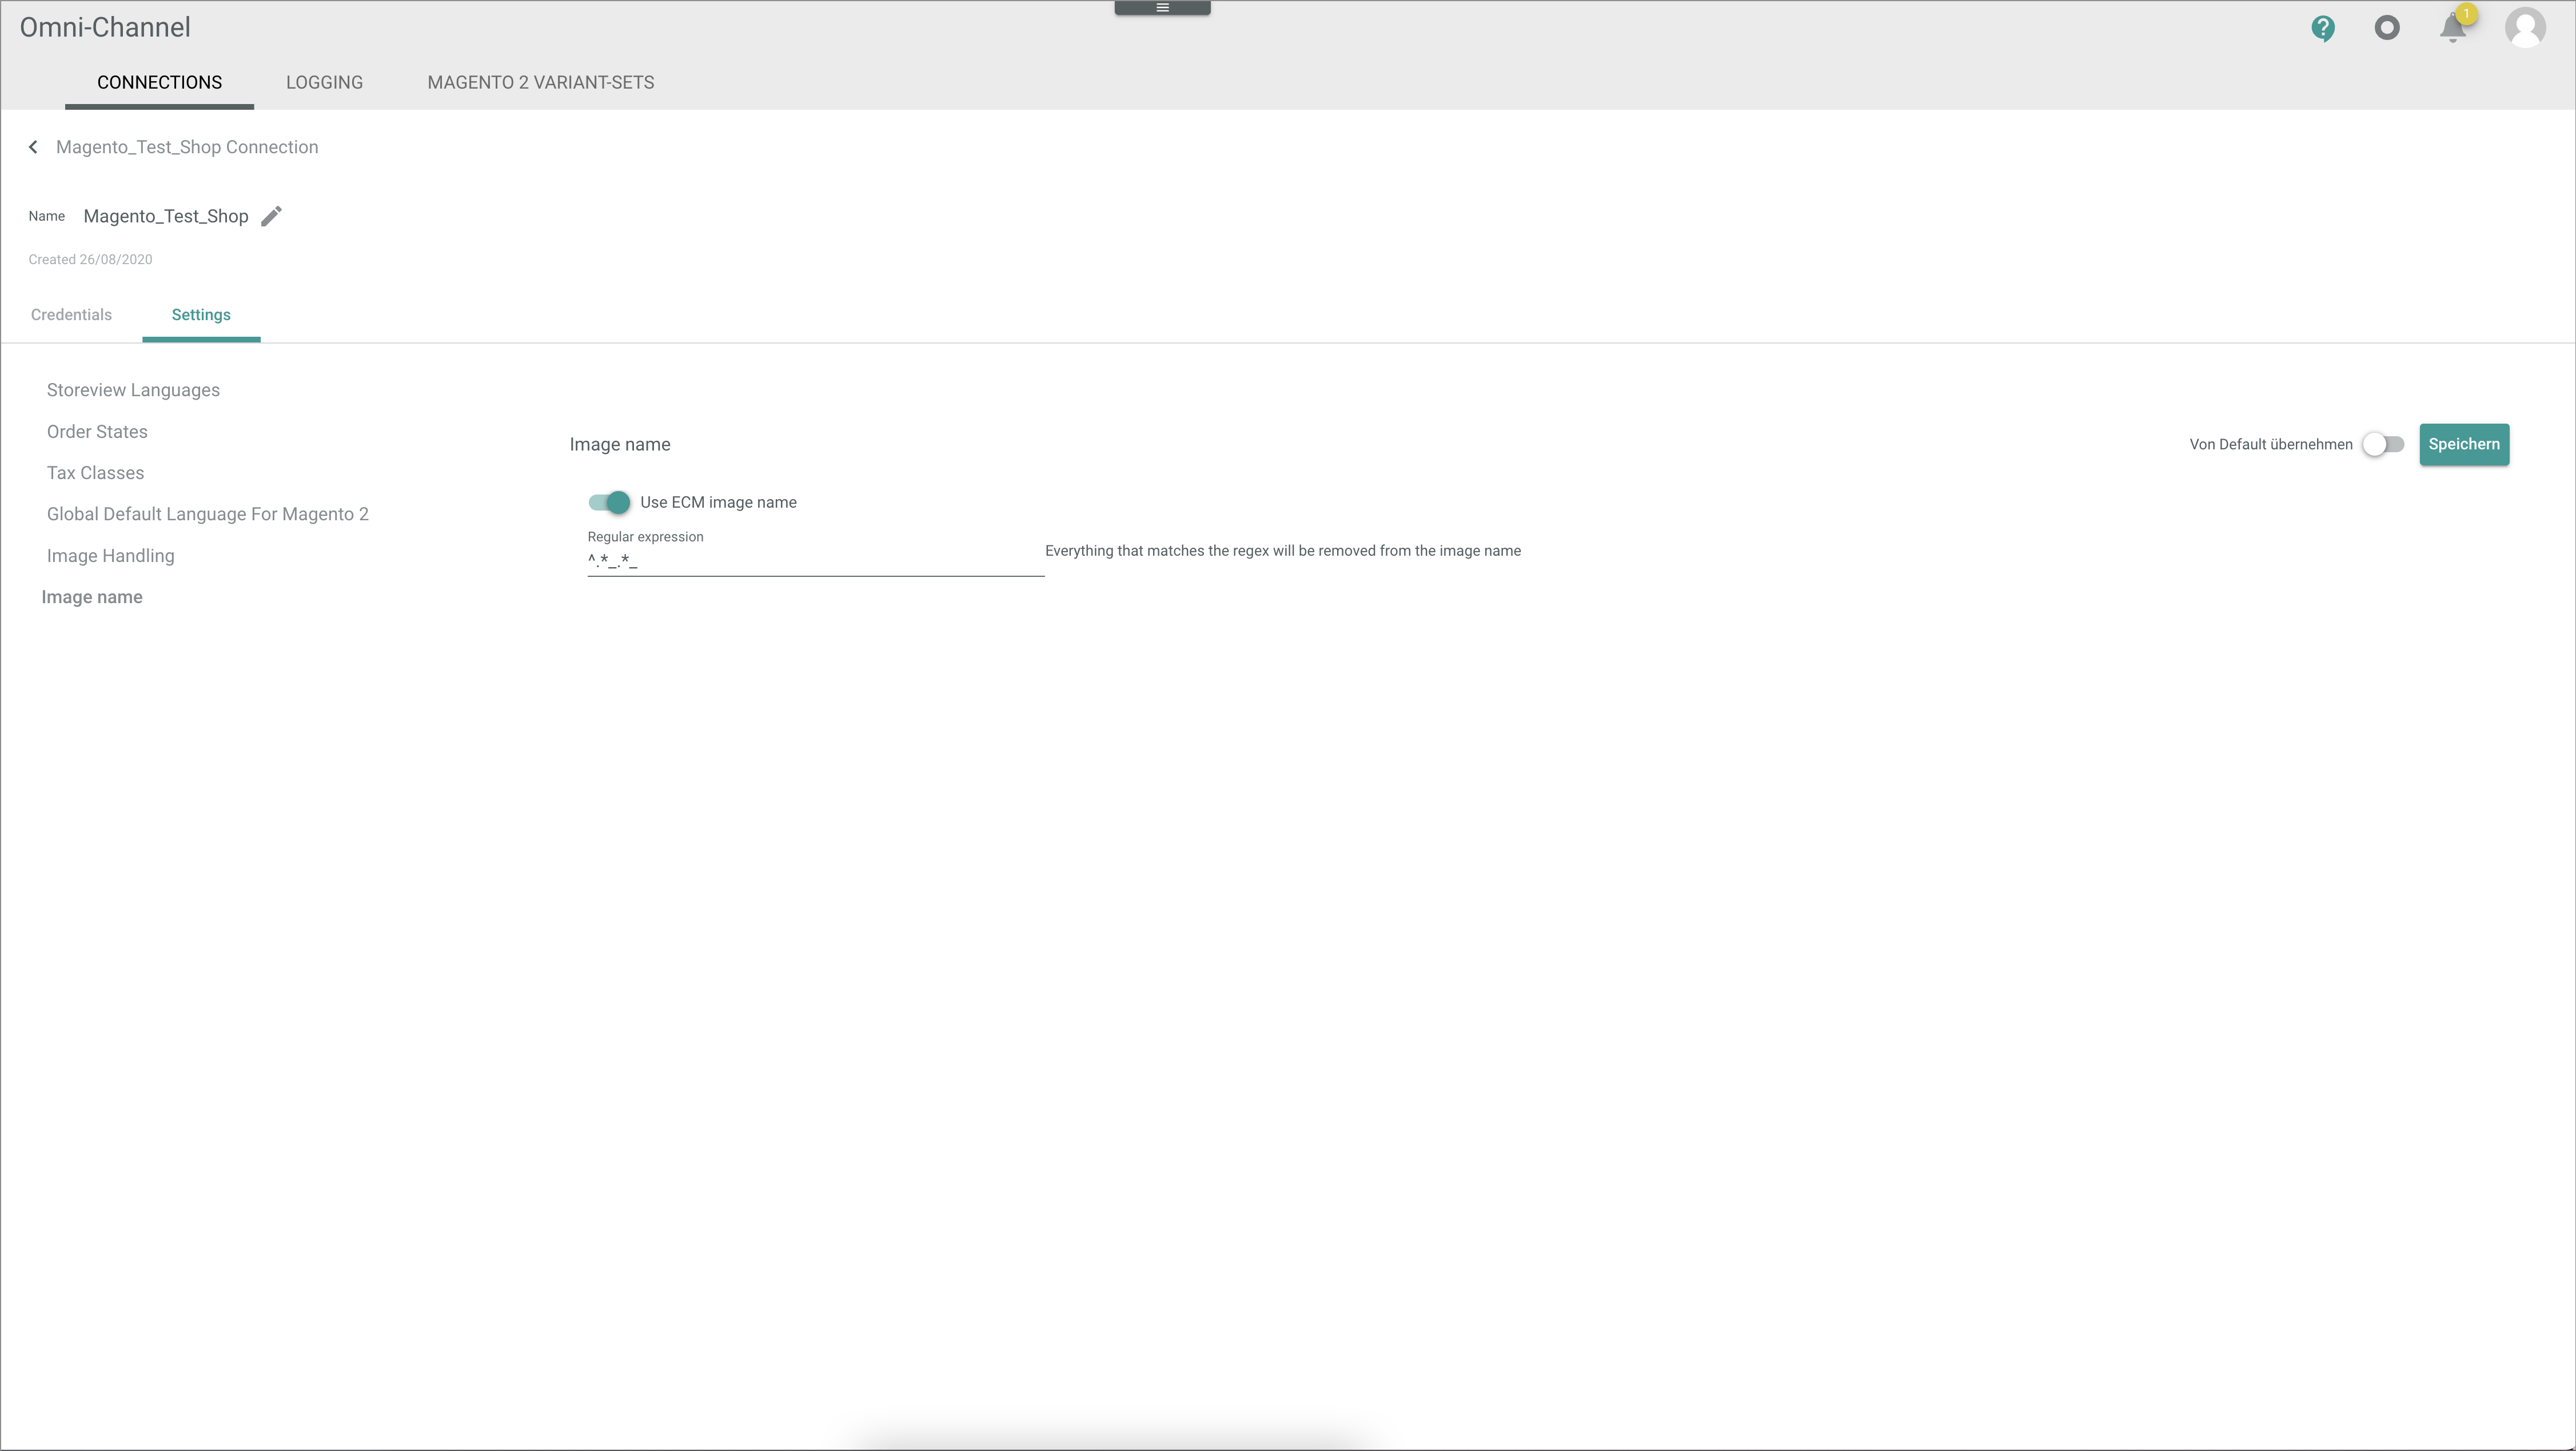 Omni-Channel
1
CONNECTIONS LOGGING MAGENTO 2 VARIANT-SETS
Magento_Test_Shop Connection
Name Magento_Test_Shop
Created 26/08/2020
Credentials Settings
Storeview Languages
Order States
Tax Classes
Global Default Language For Magento 2
Image Handling
Image name
Image name
Von Default übernehmen Speichern
Use ECM image name
Regular expression
^.*_.*_
Everything that matches the regex will be removed from the image name